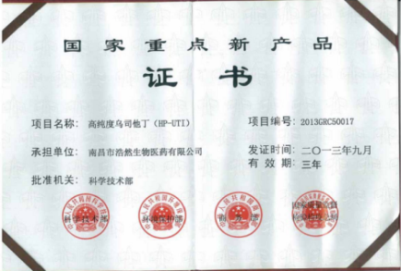 国家重点新产品
证书
项目名称: 高纯度乌司他丁(HP-UTI)
项目编号: 2013GRC50017
承担单位: 南昌市浩然生物医药有限公司
发证时间: 二〇一三年九月
有效期: 三年
批准机关: 科学技术部